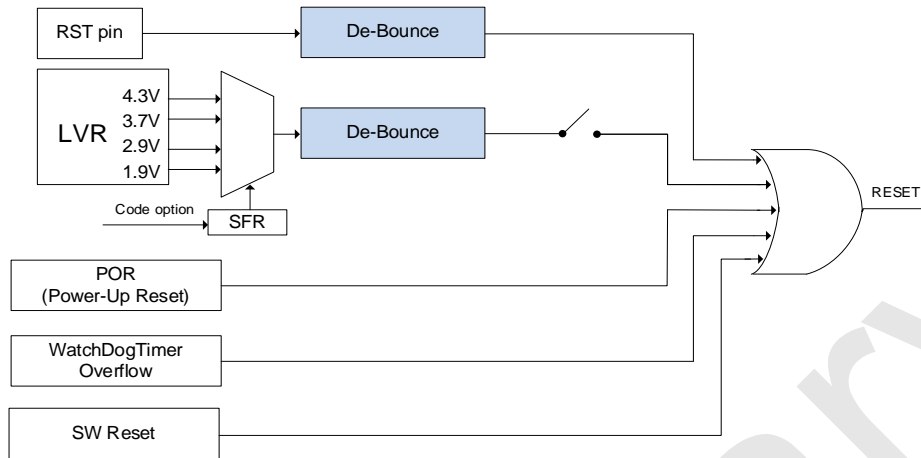 RST pin
De-Bounce
LVR
4.3V
3.7V
2.9V
1.9V
De-Bounce
Code option
SFR
RESET
POR
(Power-Up Reset)
WatchDogTimer
Overflow
SW Reset